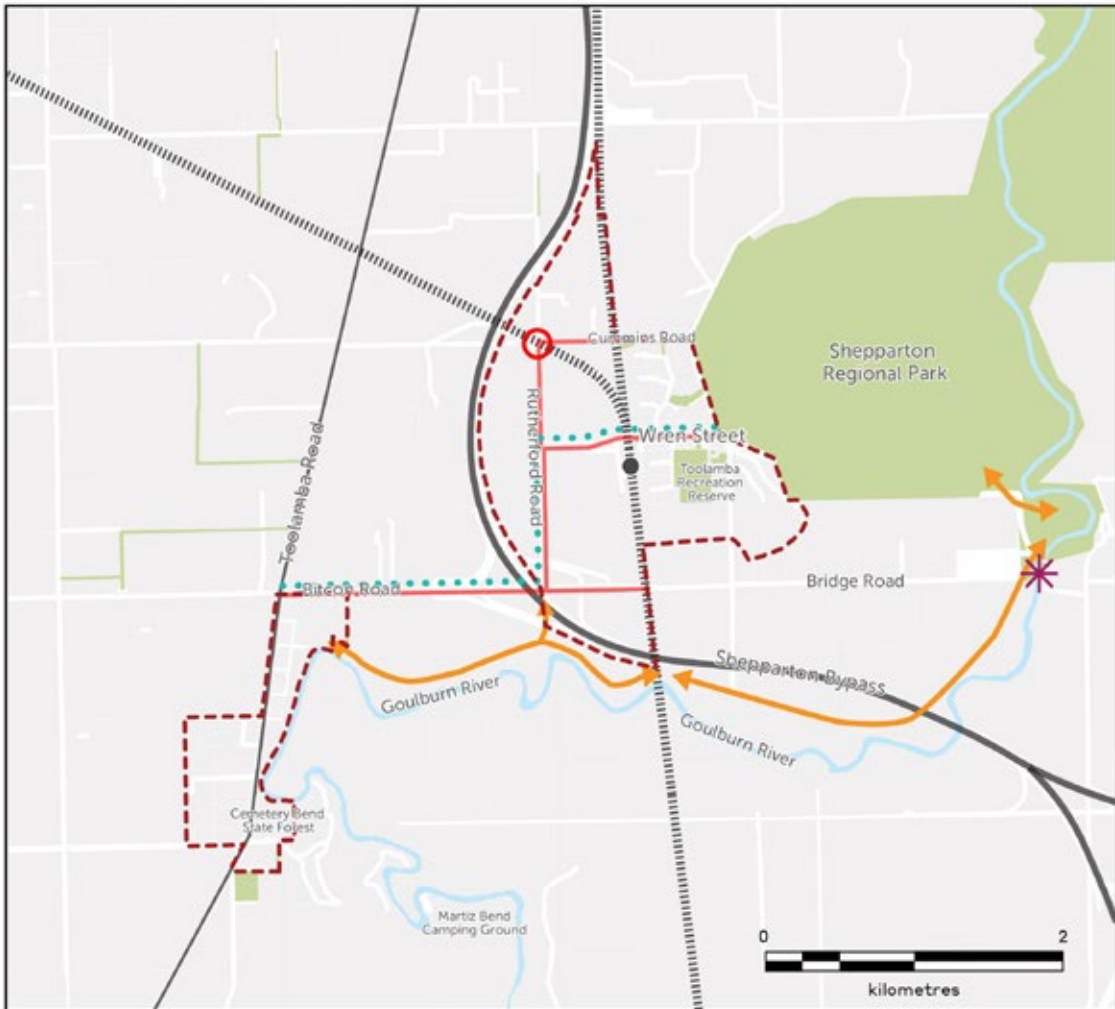 Cummins Road
Shepparton
Regional Park
Rutherford Road
Wren Street
Toolamba
Recreation
Reserve
Toolamba Road
Bitcon Road
Bridge Road
Shepparton Bypass
Goulburn River
Goulburn River
Cemetery Bend
State Forest
Martiz Bend
Camping Ground
0
2
kilometres